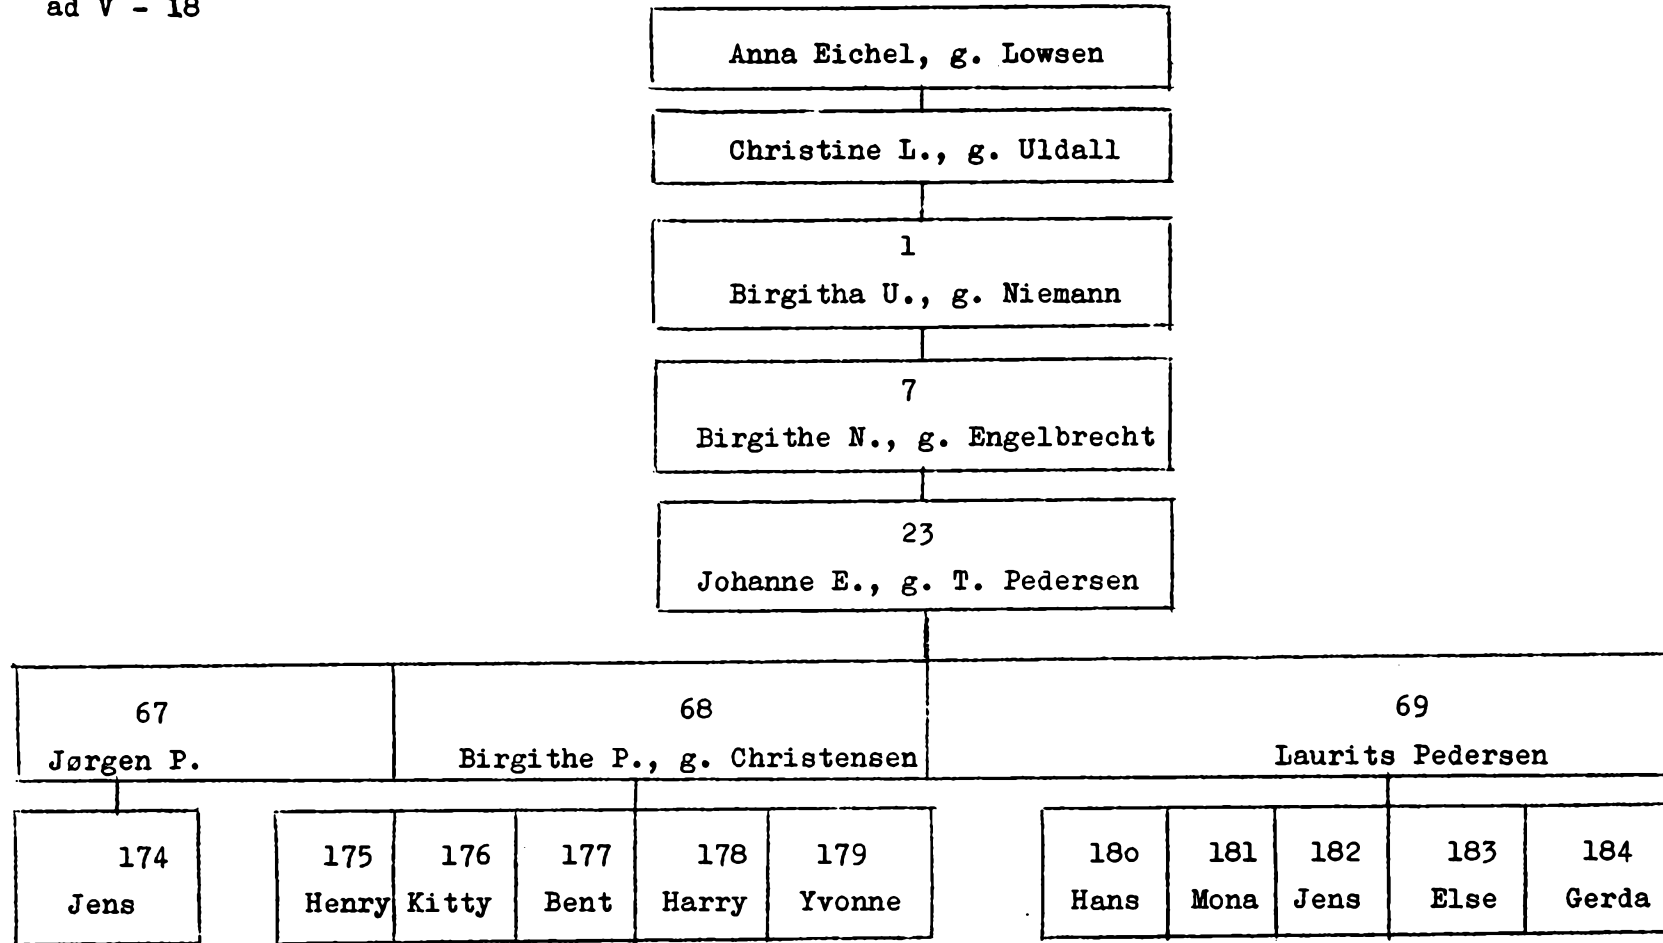 ad V - 18
Anna Eichel, g. Lowsen
Christine L., g. Uldall
1
Birgitha U., g. Niemann
7
Birgithe N., g. Engelbrecht
23
Johanne E., g. T. Pedersen
67 68 69
Jørgen P. Birgithe P., g. Christensen Laurits Pedersen
174 175 176 177 178 179 18o 181 182 183 184
Jens Henry Kitty Bent Harry Yvonne Hans Mona Jens Else Gerda